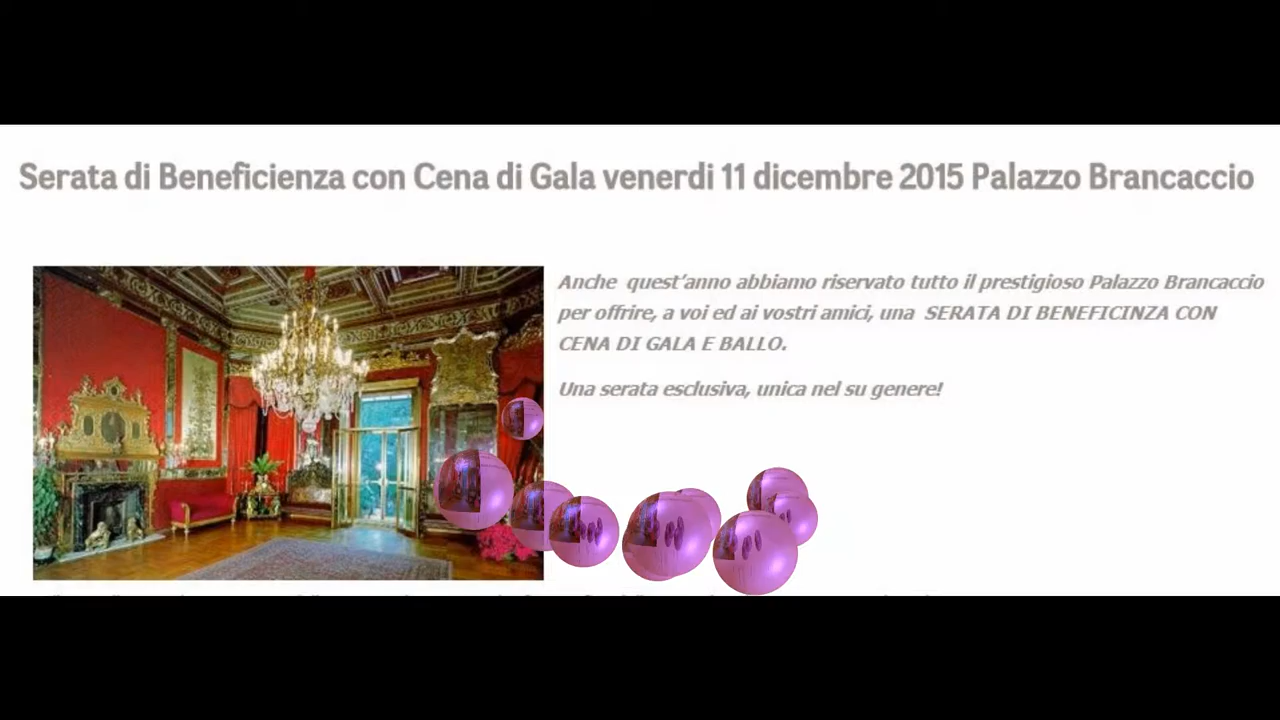 Serata di Beneficienza con Cena di Gala venerdi 11 dicembre 2015 Palazzo Brancaccio
Anche quest'anno abbiamo riservato tutto il prestigioso Palazzo Brancaccio
per offrire, a voi ed ai vostri amici, una SERATA DI BENEFICINZA CON
CENA DI GALA E BALLO.
Una serata esclusiva, unica nel su genere!